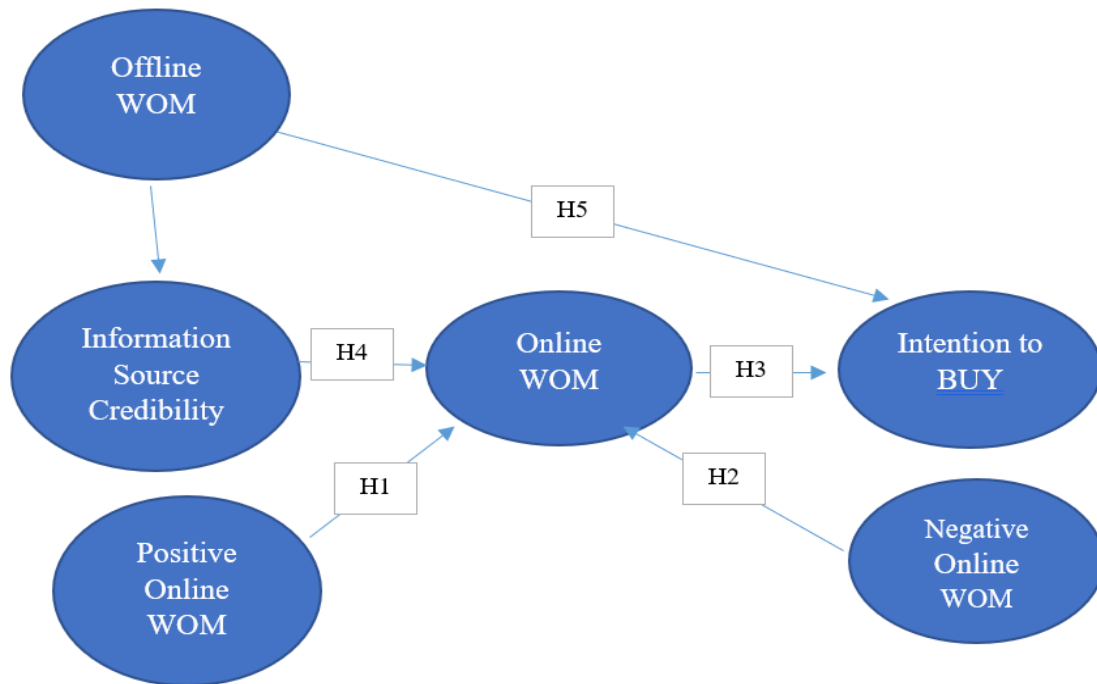 Offline
WOM
H5
Information
Source
Credibility
H4
Online
WOM
H3
Intention to
BUY
H1
H2
Positive
Online
WOM
Negative
Online
WOM